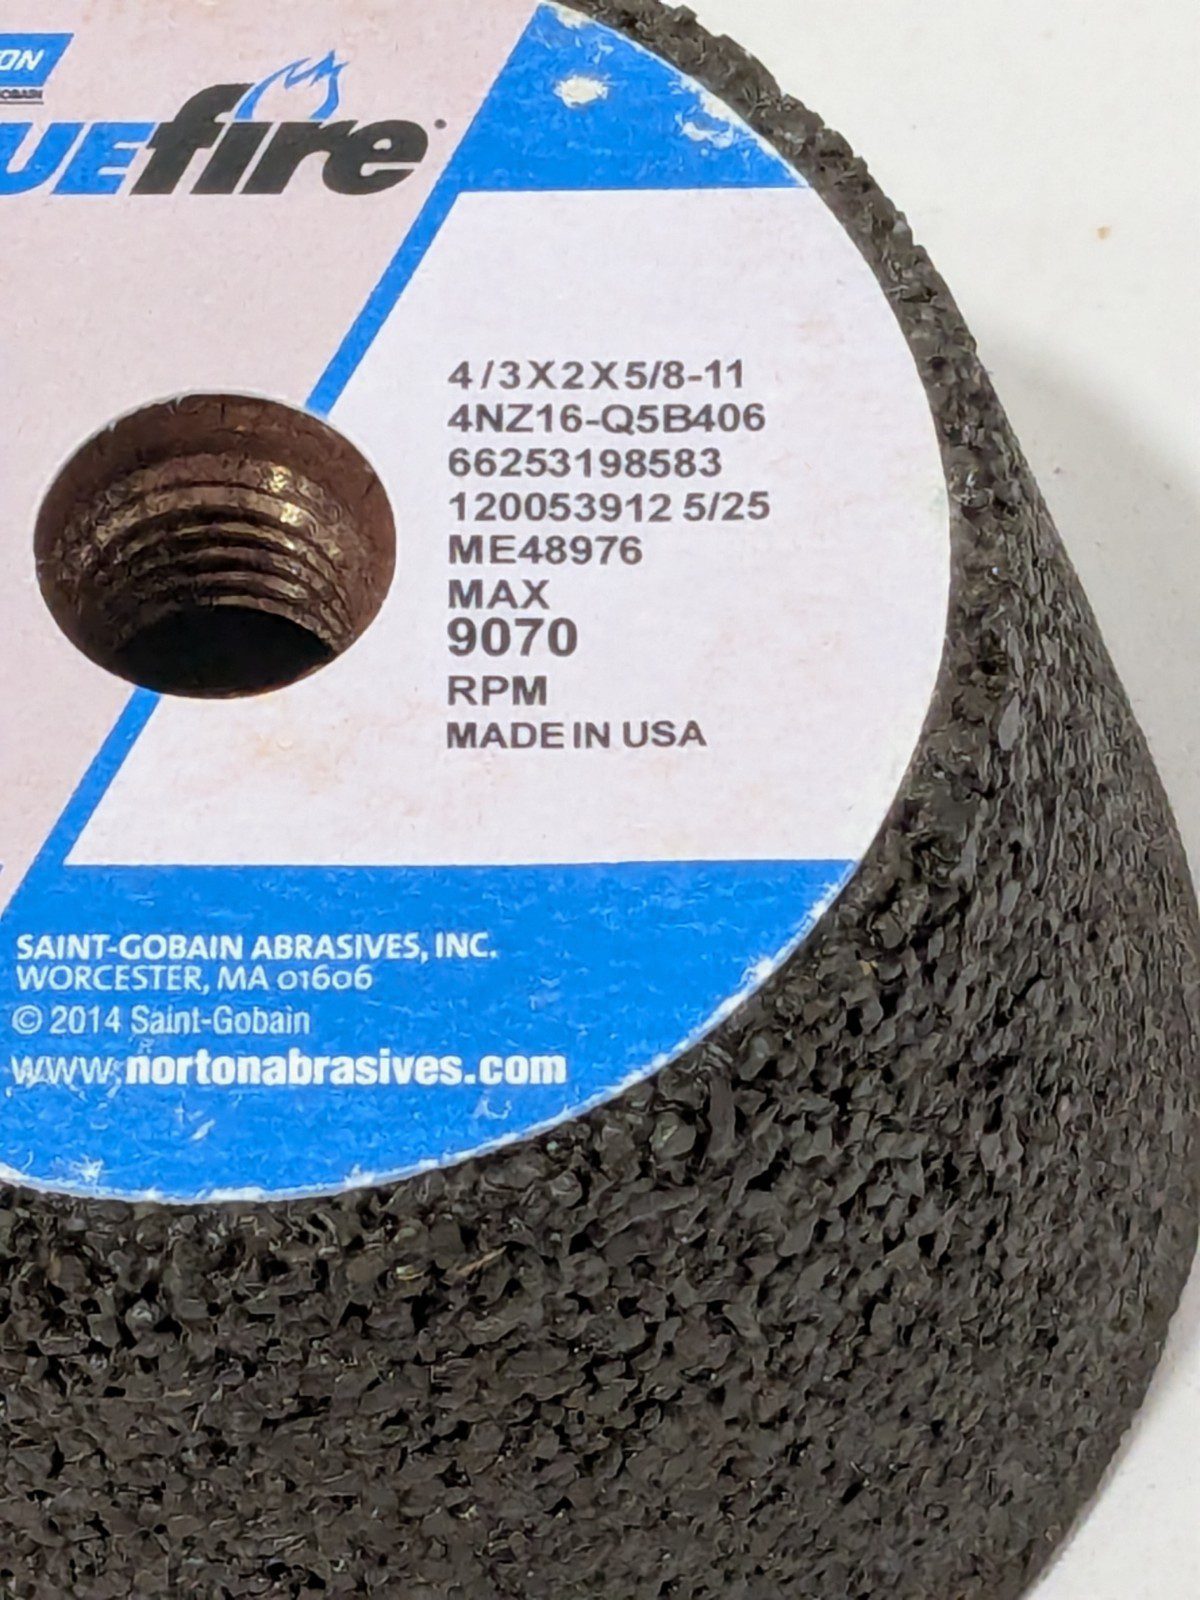 ON
UEfire
4/3X2X5/8-11
4NZ16-Q5B406
66253198583
120053912 5/25
ME48976
MAX
9070
RPM
MADE IN USA
SAINT-GOBAIN ABRASIVES, INC.
WORCESTER, MA 01606
© 2014 Saint-Gobain
www.nortonabrasives.com